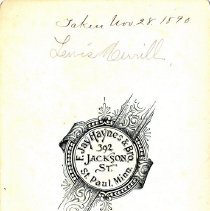 Taken Nov. 28. 1890.
Lewis Merrill
F. Jay Haynes & Bro.
392
JACKSON
ST.
St. Paul, Minn.